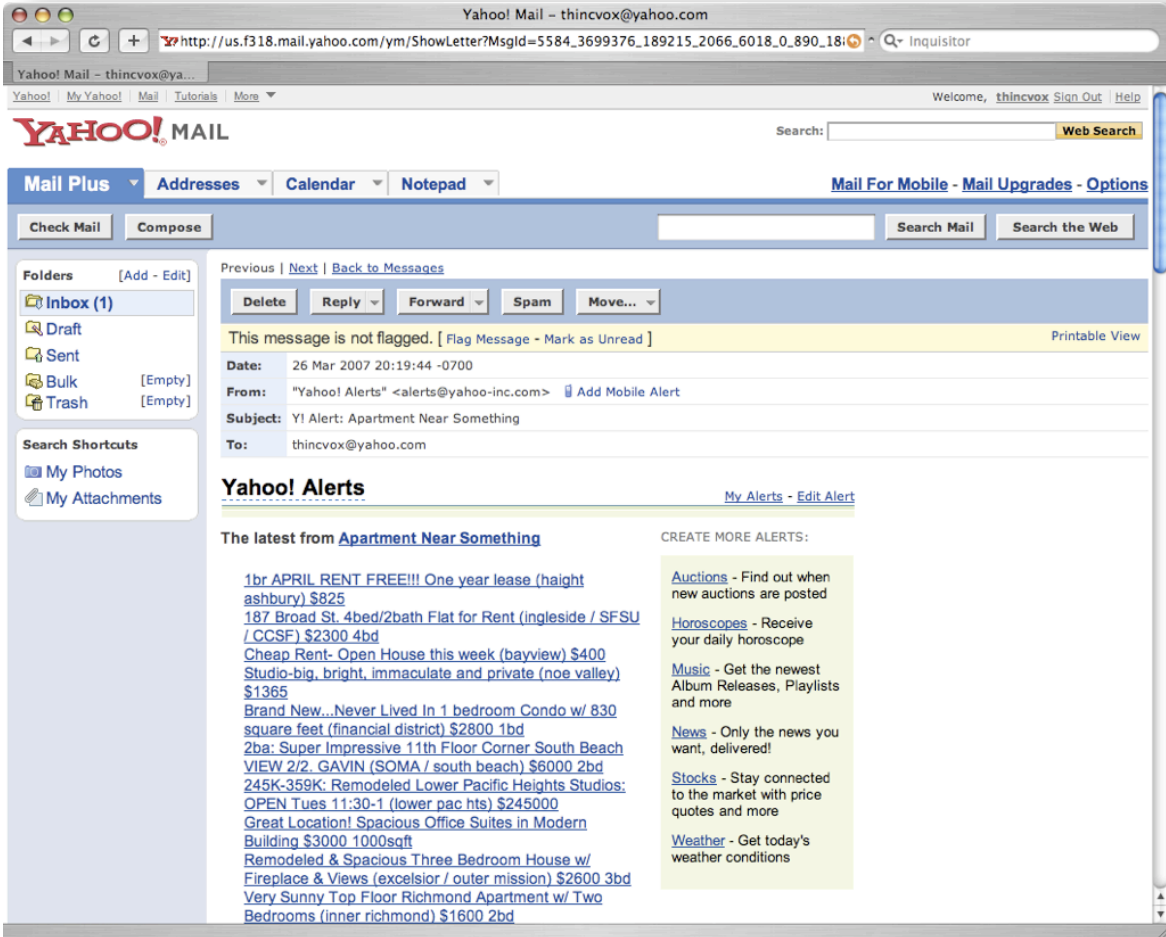 Yahoo! Mail – thincvox@yahoo.com
http://us.f318.mail.yahoo.com/ym/ShowLetter?MsgId=5584_3699376_189215_2066_6018_0_890_18
Inquisitor
Yahoo! Mail – thincvox@ya...
Yahoo! | My Yahoo! | Mail | Tutorials | More
Welcome, thincvox Sign Out | Help
YAHOO! MAIL
Search:
Web Search
Mail Plus
Addresses
Calendar
Notepad
Mail For Mobile - Mail Upgrades - Options
Check Mail
Compose
Search Mail
Search the Web
Folders [Add - Edit]
Inbox (1)
Draft
Sent
Bulk [Empty]
Trash [Empty]
Search Shortcuts
My Photos
My Attachments
Previous | Next | Back to Messages
Delete
Reply
Forward
Spam
Move...
This message is not flagged. [ Flag Message - Mark as Unread ]
Printable View
Date: 26 Mar 2007 20:19:44 -0700
From: "Yahoo! Alerts" <alerts@yahoo-inc.com> Add Mobile Alert
Subject: Y! Alert: Apartment Near Something
To: thincvox@yahoo.com
Yahoo! Alerts
My Alerts - Edit Alert
The latest from Apartment Near Something
1br APRIL RENT FREE!!! One year lease (haight
ashbury) $825
187 Broad St. 4bed/2bath Flat for Rent (ingleside / SFSU
/ CCSF) $2300 4bd
Cheap Rent- Open House this week (bayview) $400
Studio-big, bright, immaculate and private (noe valley)
$1365
Brand New...Never Lived In 1 bedroom Condo w/ 830
square feet (financial district) $2800 1bd
2ba: Super Impressive 11th Floor Corner South Beach
VIEW 2/2. GAVIN (SOMA / south beach) $6000 2bd
245K-359K: Remodeled Lower Pacific Heights Studios:
OPEN Tues 11:30-1 (lower pac hts) $245000
Great Location! Spacious Office Suites in Modern
Building $3000 1000sqft
Remodeled & Spacious Three Bedroom House w/
Fireplace & Views (excelsior / outer mission) $2600 3bd
Very Sunny Top Floor Richmond Apartment w/ Two
Bedrooms (inner richmond) $1600 2bd
CREATE MORE ALERTS:
Auctions - Find out when
new auctions are posted
Horoscopes - Receive
your daily horoscope
Music - Get the newest
Album Releases, Playlists
and more
News - Only the news you
want, delivered!
Stocks - Stay connected
to the market with price
quotes and more
Weather - Get today's
weather conditions